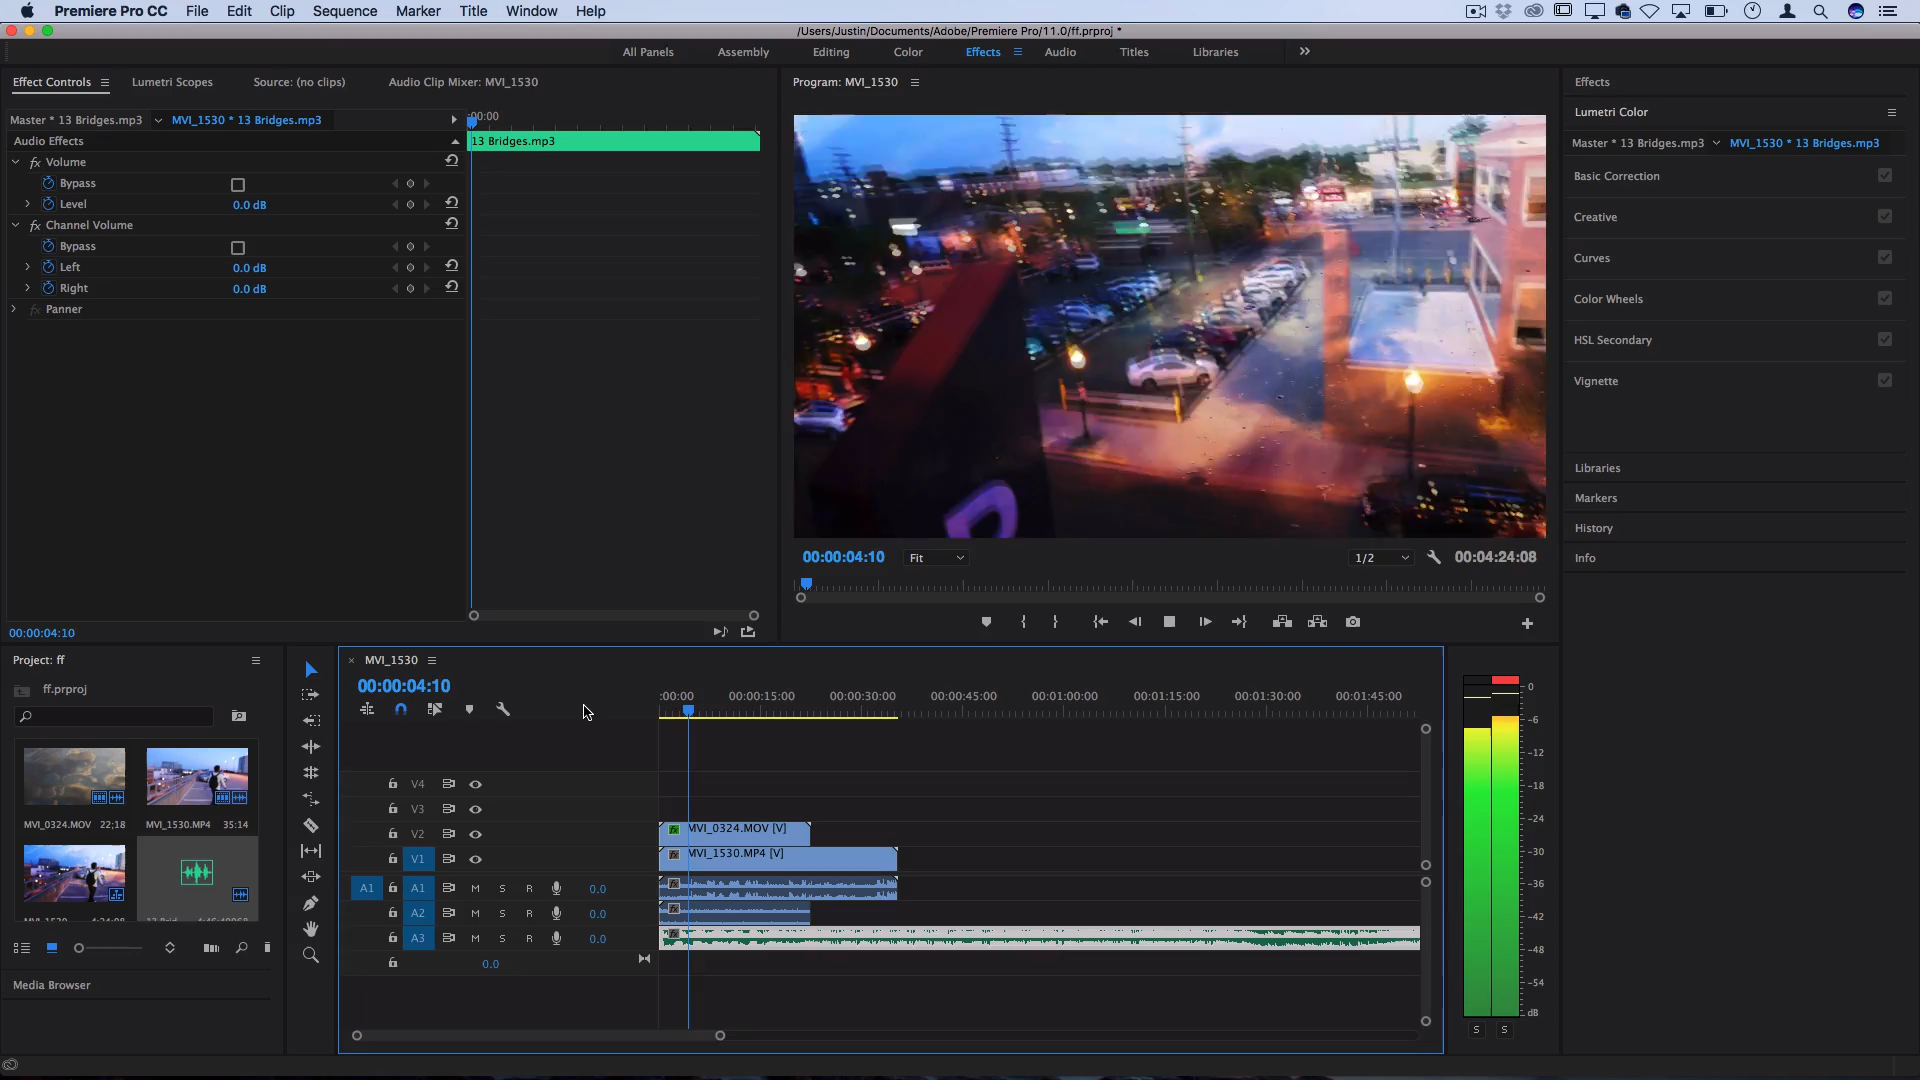 Premiere Pro CC File Edit Clip Sequence Marker Title Window Help
/Users/Justin/Documents/Adobe/Premiere Pro/11.0/ff.prproj *
All Panels Assembly Editing Color Effects Audio Titles Libraries
Effect Controls Lumetri Scopes Source: (no clips) Audio Clip Mixer: MVI_1530
Program: MVI_1530
Effects
Lumetri Color
Master * 13 Bridges.mp3 MVI_1530 * 13 Bridges.mp3
:00:00
Audio Effects
13 Bridges.mp3
fx Volume
Bypass
Level 0.0 dB
fx Channel Volume
Bypass
Left 0.0 dB
Right 0.0 dB
fx Panner
00:00:04:10
00:00:04:10 Fit 1/2 00:04:24:08
Master * 13 Bridges.mp3 MVI_1530 * 13 Bridges.mp3
Basic Correction
Creative
Curves
Color Wheels
HSL Secondary
Vignette
Libraries
Markers
History
Info
Project: ff
ff.prproj
MVI_0324.MOV 22;18 MVI_1530.MP4 35:14
Media Browser
MVI_1530
00:00:04:10
:00:00 00:00:15:00 00:00:30:00 00:00:45:00 00:01:00:00 00:01:15:00 00:01:30:00 00:01:45:00
V4
V3
V2 fx MVI_0324.MOV [V]
V1 fx MVI_1530.MP4 [V]
A1 A1 M S R 0.0
A2 M S R 0.0
A3 M S R 0.0
0.0
0
-6
-12
-18
-24
-30
-36
-42
-48
-54
dB
S S